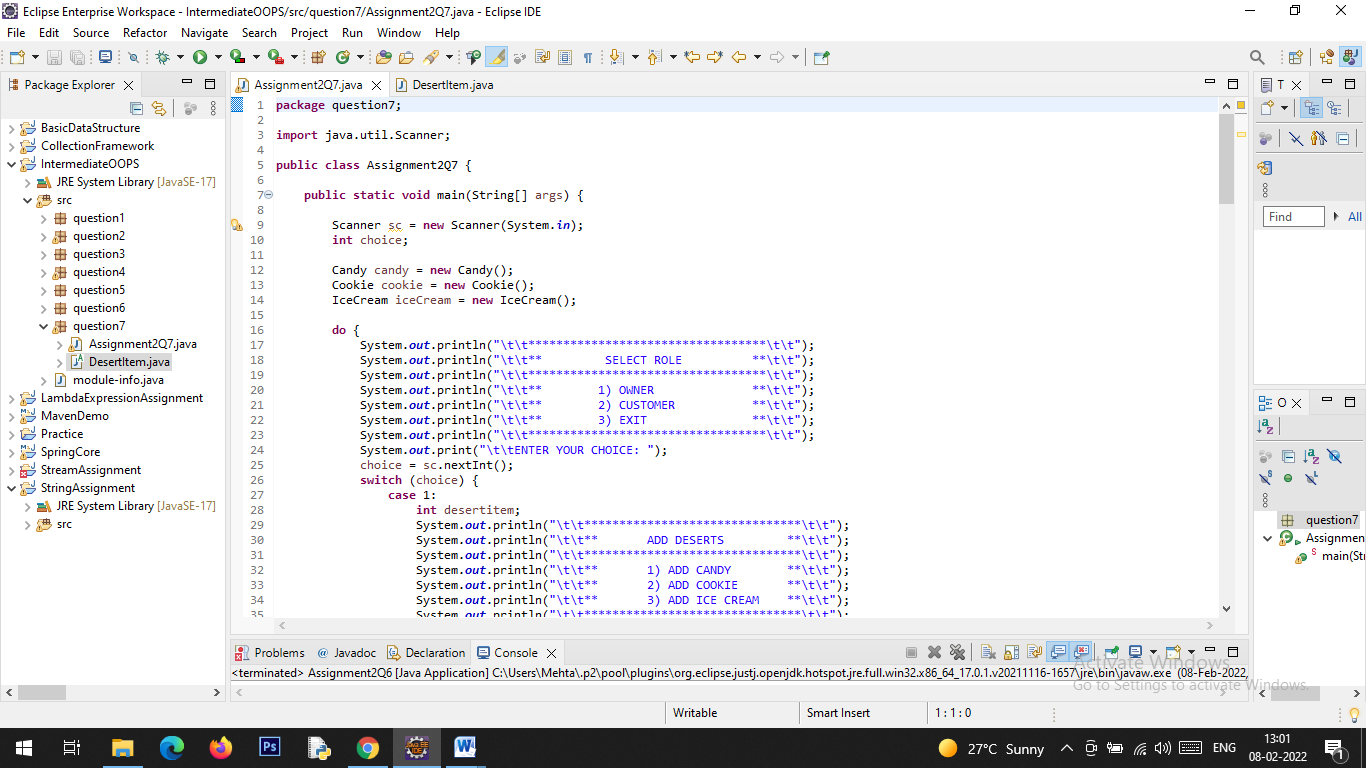 Eclipse Enterprise Workspace - IntermediateOOPS/src/question7/Assignment2Q7.java - Eclipse IDE
File Edit Source Refactor Navigate Search Project Run Window Help
Package Explorer
BasicDataStructure
CollectionFramework
IntermediateOOPS
JRE System Library [JavaSE-17]
src
question1
question2
question3
question4
question5
question6
question7
Assignment2Q7.java
DesertItem.java
module-info.java
LambdaExpressionAssignment
MavenDemo
Practice
SpringCore
StreamAssignment
StringAssignment
JRE System Library [JavaSE-17]
src
Assignment2Q7.java DesertItem.java
1 package question7;
2
3 import java.util.Scanner;
4
5 public class Assignment2Q7 {
6
7 public static void main(String[] args) {
8
9 Scanner sc = new Scanner(System.in);
10 int choice;
11
12 Candy candy = new Candy();
13 Cookie cookie = new Cookie();
14 IceCream iceCream = new IceCream();
15
16 do {
17 System.out.println("\t\t**********************************\t\t");
18 System.out.println("\t\t**         SELECT ROLE          **\t\t");
19 System.out.println("\t\t**********************************\t\t");
20 System.out.println("\t\t**        1) OWNER              **\t\t");
21 System.out.println("\t\t**        2) CUSTOMER           **\t\t");
22 System.out.println("\t\t**        3) EXIT               **\t\t");
23 System.out.println("\t\t**********************************\t\t");
24 System.out.print("\t\tENTER YOUR CHOICE: ");
25 choice = sc.nextInt();
26 switch (choice) {
27 case 1:
28 int desertitem;
29 System.out.println("\t\t*******************************\t\t");
30 System.out.println("\t\t**       ADD DESERTS         **\t\t");
31 System.out.println("\t\t*******************************\t\t");
32 System.out.println("\t\t**       1) ADD CANDY        **\t\t");
33 System.out.println("\t\t**       2) ADD COOKIE       **\t\t");
34 System.out.println("\t\t**       3) ADD ICE CREAM    **\t\t");
35 System.out.println("\t\t*******************************\t\t");
T
Find All
O
question7
Assignmen
main(Str
Problems @ Javadoc Declaration Console
<terminated> Assignment2Q6 [Java Application] C:\Users\Mehta\.p2\pool\plugins\org.eclipse.justj.openjdk.hotspot.jre.full.win32.x86_64_17.0.1.v20211116-1657\jre\bin\javaw.exe (08-Feb-2022,
Activate Windows
Go to Settings to activate Windows.
Writable Smart Insert 1 : 1 : 0
Ps
JAVA EE IDE
W
27°C Sunny ENG 13:01
08-02-2022
1